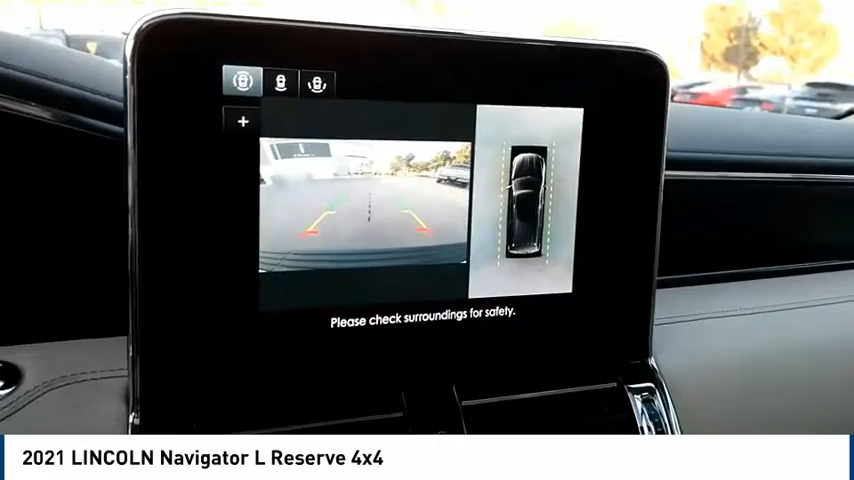 +
Please check surroundings for safety.
2021 LINCOLN Navigator L Reserve 4x4